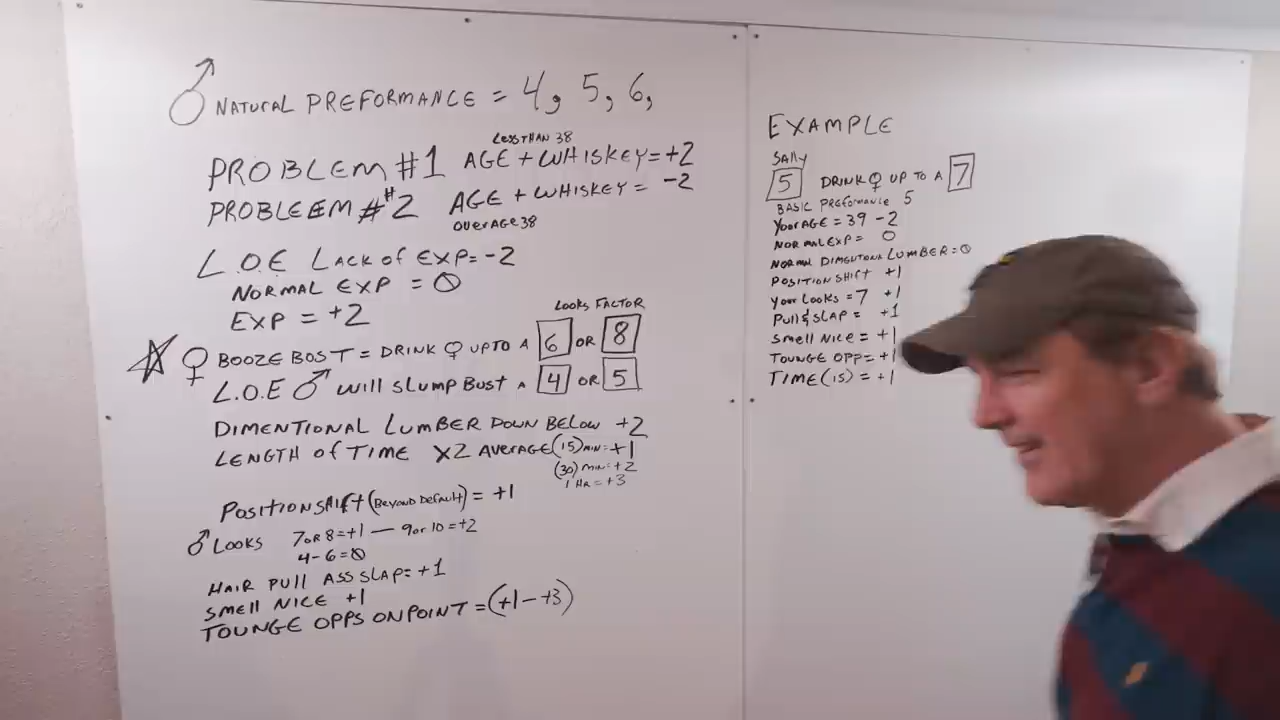 ♂ NATURAL PREFORMANCE = 4, 5, 6,
LESS THAN 38
PROBLEM #1 AGE + WHISKEY = +2
PROBLEEM #2 AGE + WHISKEY = -2
OVER AGE 38
L.O.E LACK OF EXP = -2
NORMAL EXP = 0
EXP = +2
LOOKS FACTOR
☆ ♀ BOOZE BOST = DRINK ♀ UP TO A 6 OR 8
L.O.E ♂ WILL SLUMP BUST A 4 OR 5
DIMENTIONAL LUMBER DOWN BELOW +2
LENGTH OF TIME X2 AVERAGE (15) MIN = +1
(30) MIN = +2
1 HR = +3
POSITION SHIFT (BEYOND DEFAULT) = +1
♂ LOOKS 7 OR 8 = +1 — 9 OR 10 = +2
4-6 = 0
HAIR PULL ASS SLAP = +1
SMELL NICE +1
TOUNGE OPPS ON POINT = (+1 - +3)
EXAMPLE
SALLY
5 DRINK ♀ UP TO A 7
BASIC PREFORMANCE 5
YOUR AGE = 39 -2
NORMAL EXP = 0
NORMAL DIMENTIONA LUMBER = 0
POSITION SHIFT +1
YOUR LOOKS = 7 +1
PULL & SLAP = +1
SMELL NICE = +1
TOUNGE OPP = +1
TIME (15) = +1